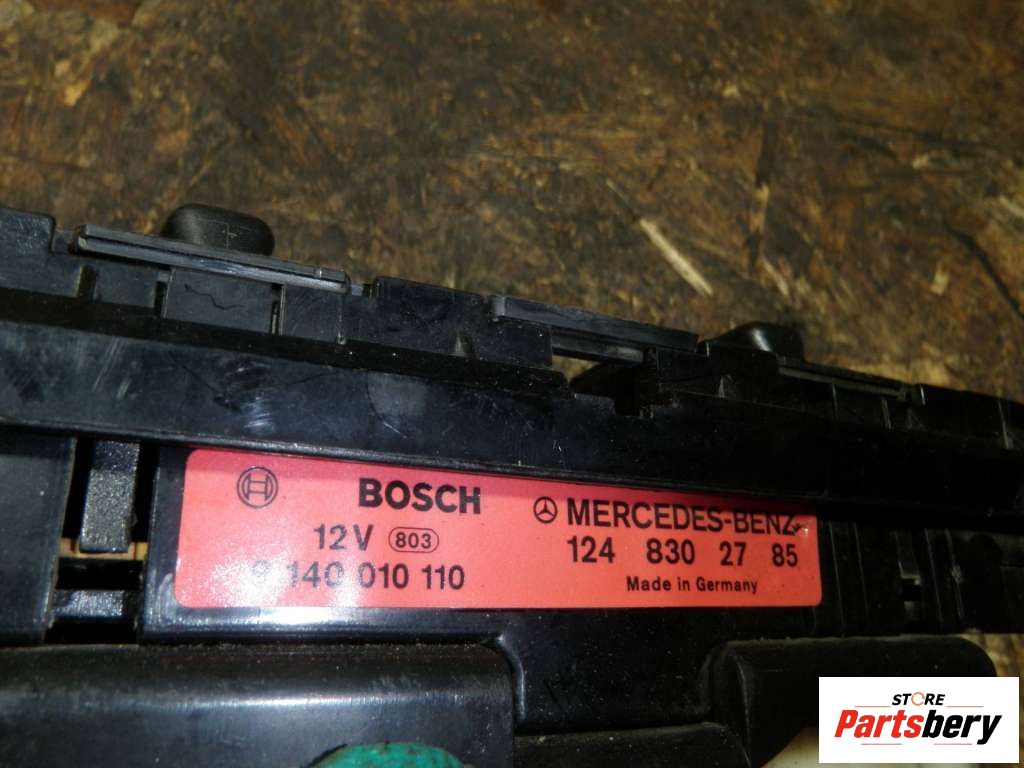 BOSCH
MERCEDES-BENZ
12V 803
124 830 27 85
140 010 110
Made in Germany
STORE
Partsbery